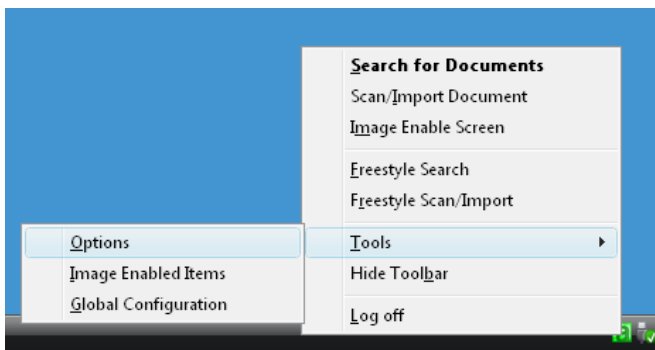 Search for Documents
Scan/Import Document
Image Enable Screen
Freestyle Search
Freestyle Scan/Import
Tools
Hide Toolbar
Log off
Options
Image Enabled Items
Global Configuration